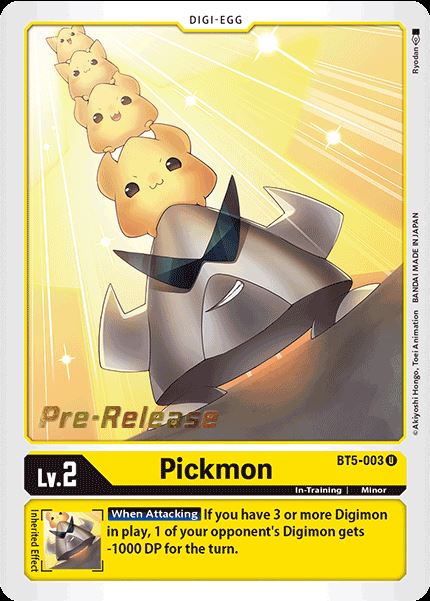 DIGI-EGG
Ryodan
©Akiyoshi Hongo, Toei Animation BANDAI MADE IN JAPAN
Pre-Release
BT5-003 U
Lv.2
Pickmon
In-Training | Minor
Inherited Effect
When Attacking If you have 3 or more Digimon
in play, 1 of your opponent's Digimon gets
-1000 DP for the turn.